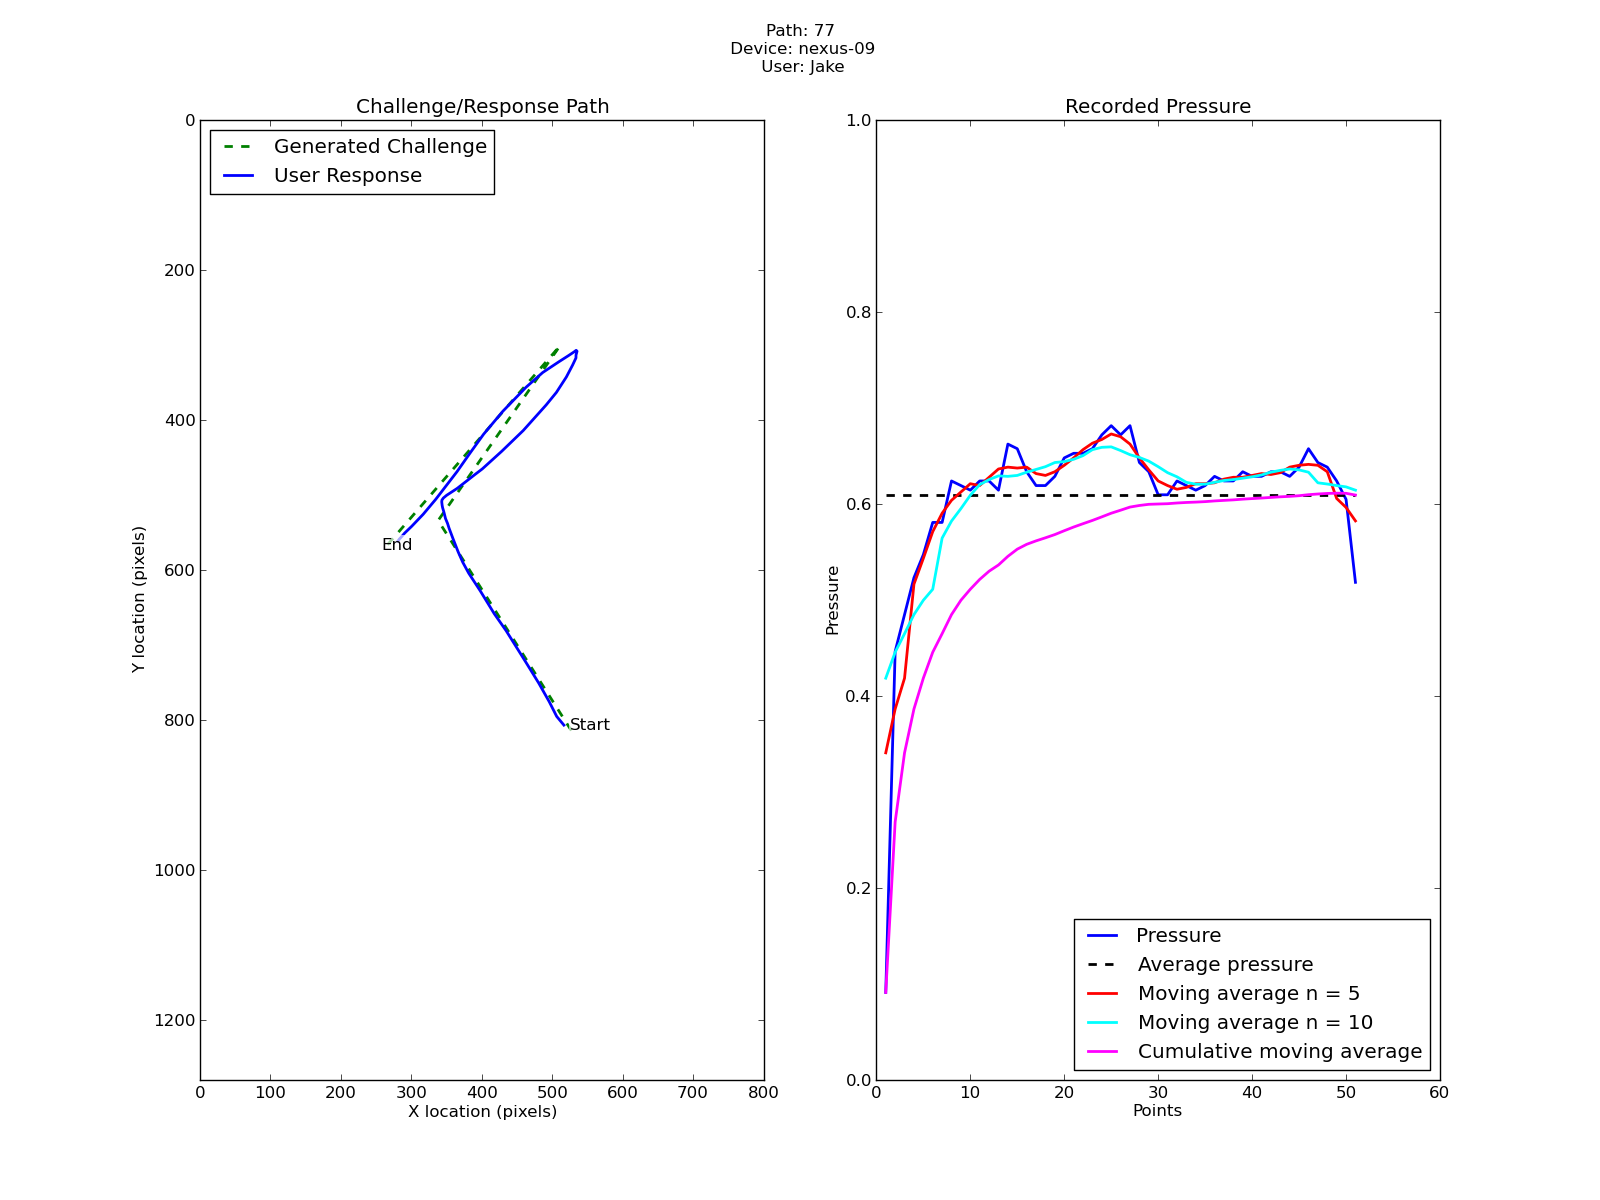 Path: 77
Device: nexus-09
User: Jake
Challenge/Response Path
Generated Challenge
User Response
0
200
400
600
800
1000
1200
Y location (pixels)
End
Start
0 100 200 300 400 500 600 700 800
X location (pixels)
Recorded Pressure
1.0
0.8
0.6
0.4
0.2
0.0
Pressure
Pressure
Average pressure
Moving average n = 5
Moving average n = 10
Cumulative moving average
0 10 20 30 40 50 60
Points